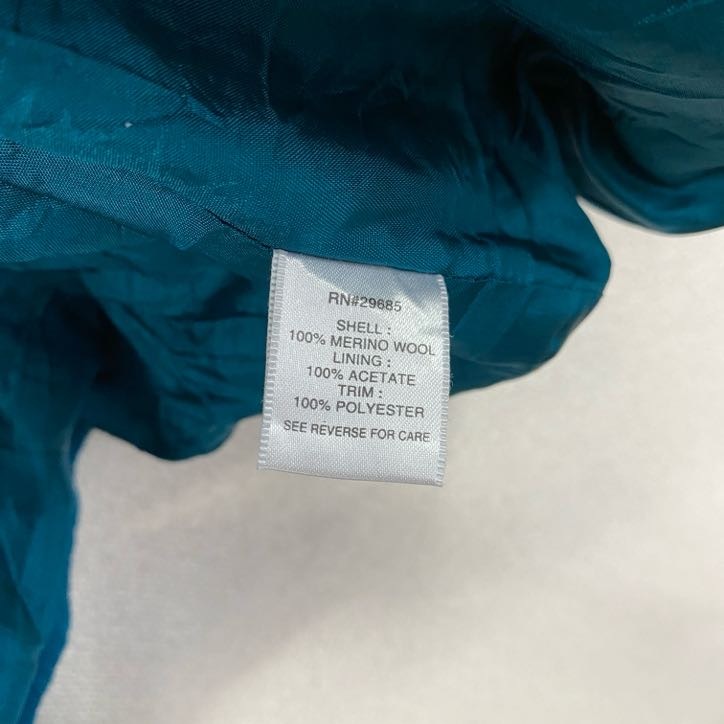 RN#29685
SHELL :
100% MERINO WOOL
LINING :
100% ACETATE
TRIM :
100% POLYESTER
SEE REVERSE FOR CARE